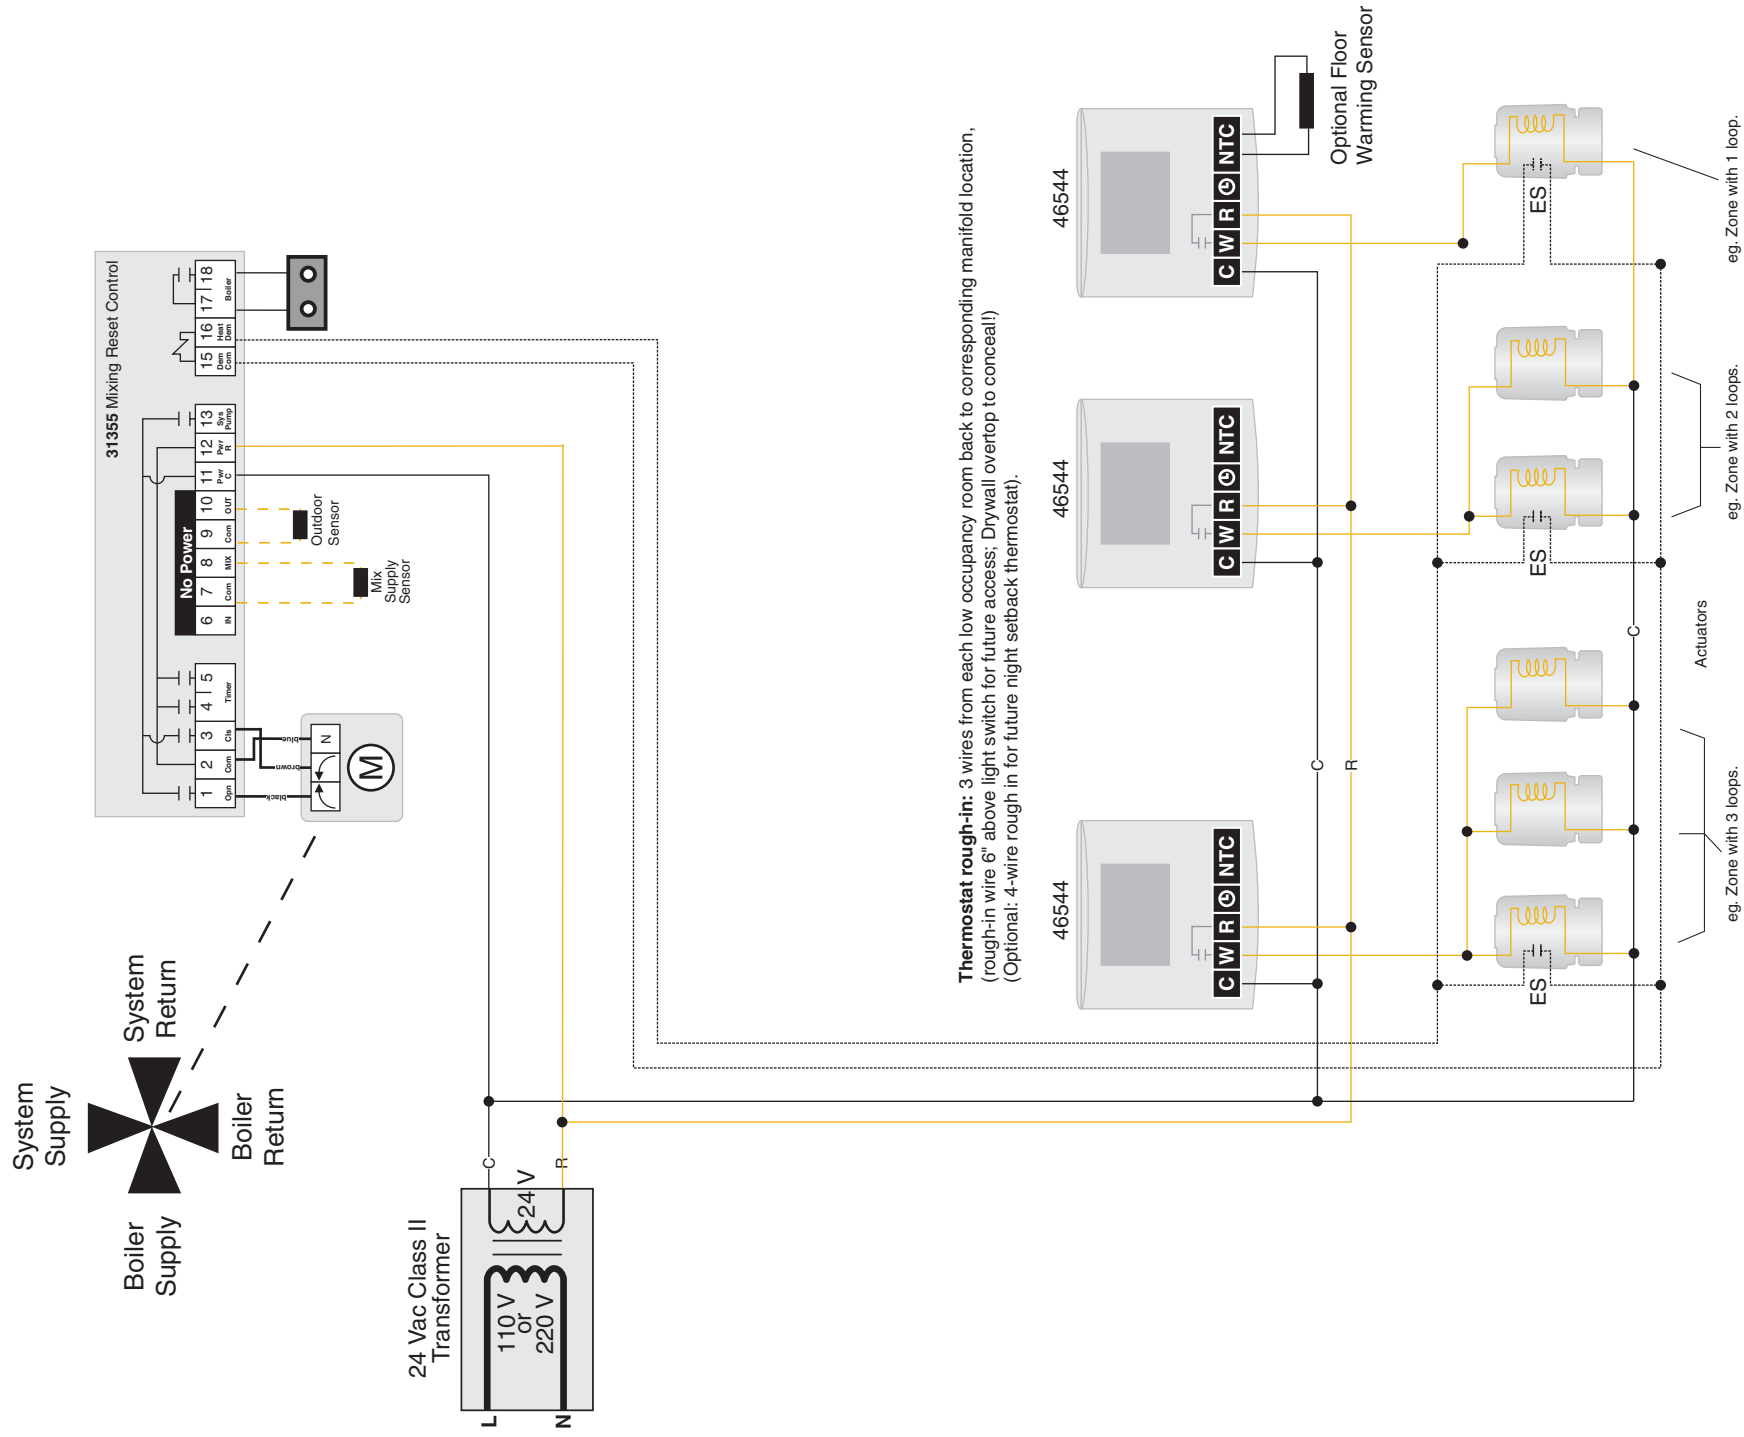 System
Supply
System
Return
Boiler
Supply
Boiler
Return
31355 Mixing Reset Control
No Power
1 2 3 4 5
Opn Com Cls Timer
6 7 8 9 10
IN Com MIX Com OUT
11 12 13
Pwr
C
Pwr
R
Sys
Pump
15 16 17 18
Dem
Com
Heat
Dem
Boiler
black
brown
blue
N
M
Mix
Supply
Sensor
Outdoor
Sensor
24 Vac Class II
Transformer
L
N
110 V
or
220 V
24 V
C
R
Thermostat rough-in: 3 wires from each low occupancy room back to corresponding manifold location,
(rough-in wire 6" above light switch for future access; Drywall overtop to conceal!)
(Optional: 4-wire rough in for future night setback thermostat).
46544
C W R NTC
46544
C W R NTC
46544
C W R NTC
Optional Floor
Warming Sensor
C
R
ES
ES
ES
C
Actuators
eg. Zone with 3 loops.
eg. Zone with 2 loops.
eg. Zone with 1 loop.